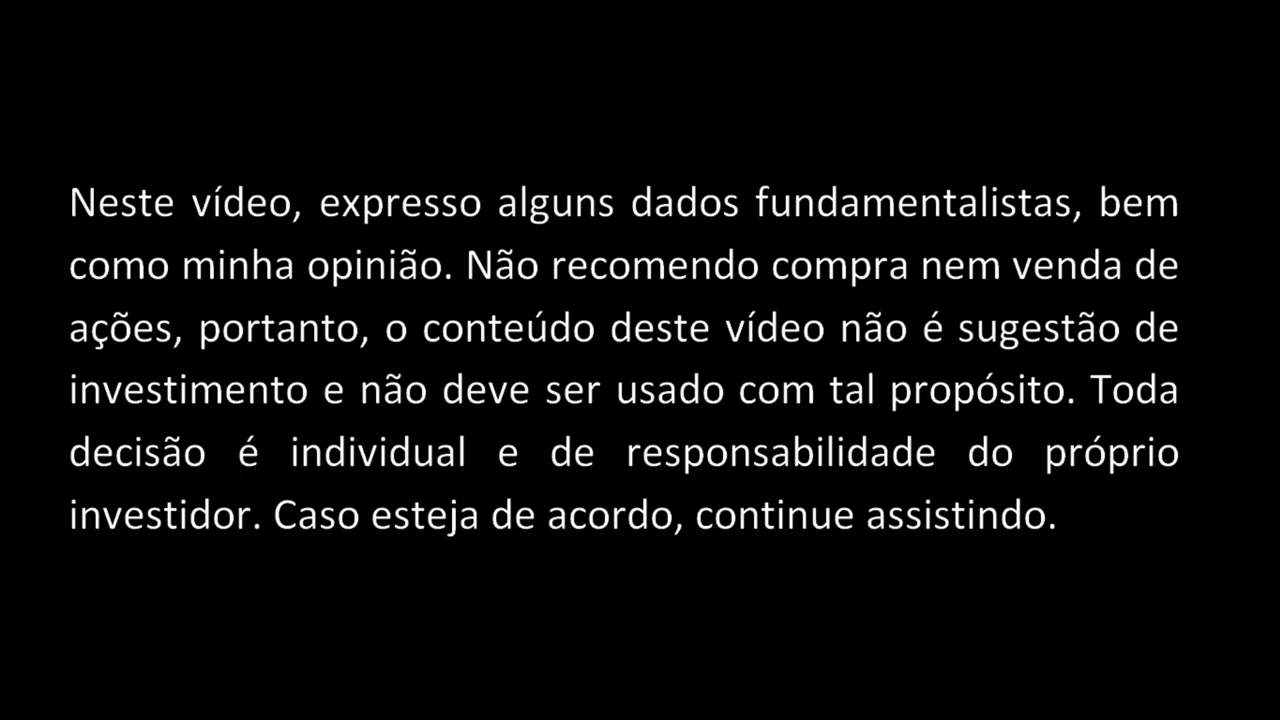 Neste vídeo, expresso alguns dados fundamentalistas, bem
como minha opinião. Não recomendo compra nem venda de
ações, portanto, o conteúdo deste vídeo não é sugestão de
investimento e não deve ser usado com tal propósito. Toda
decisão é individual e de responsabilidade do próprio
investidor. Caso esteja de acordo, continue assistindo.